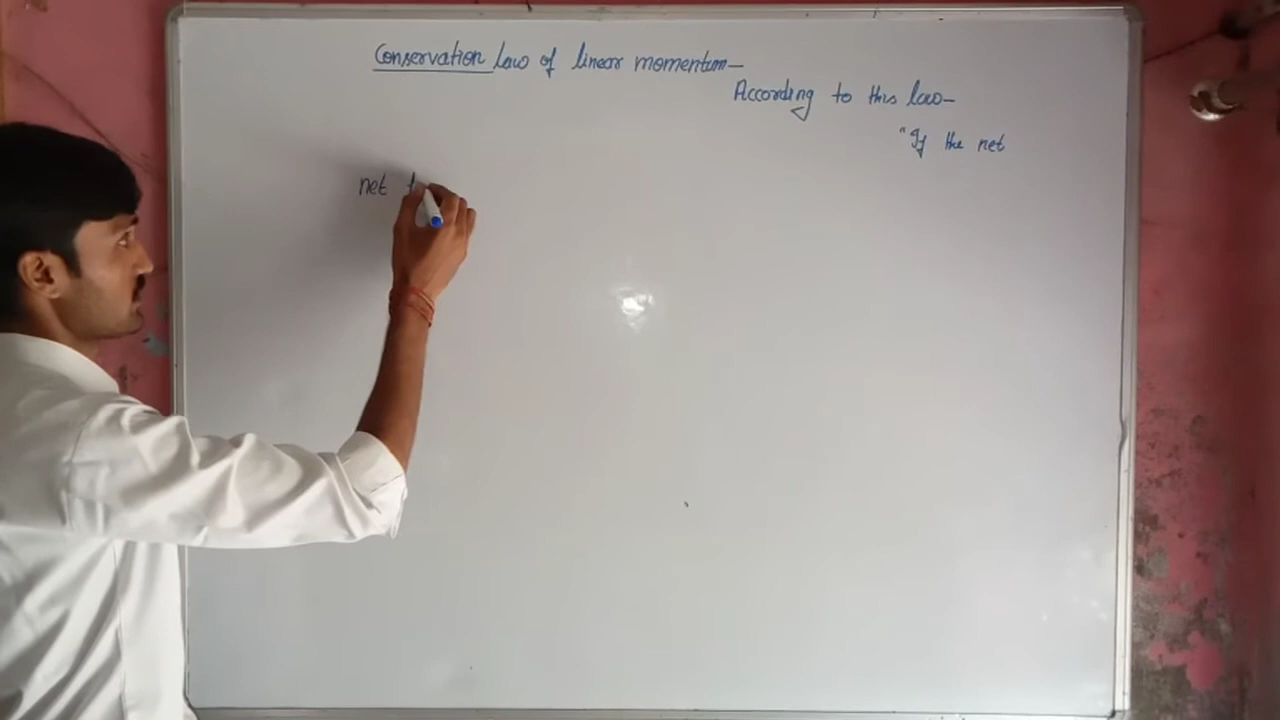 Conservation law of linear momentum—
According to this law—
"If the net
net